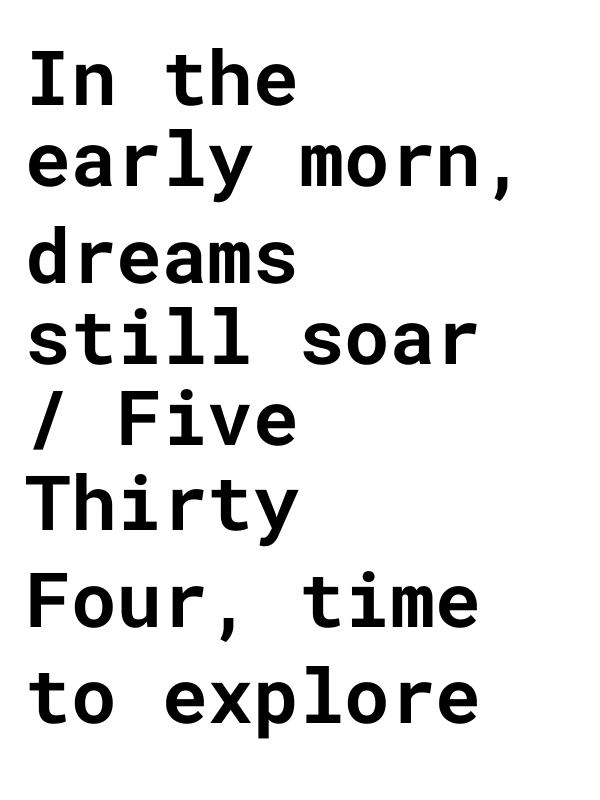 In the
early morn,
dreams
still soar
/ Five
Thirty
Four, time
to explore